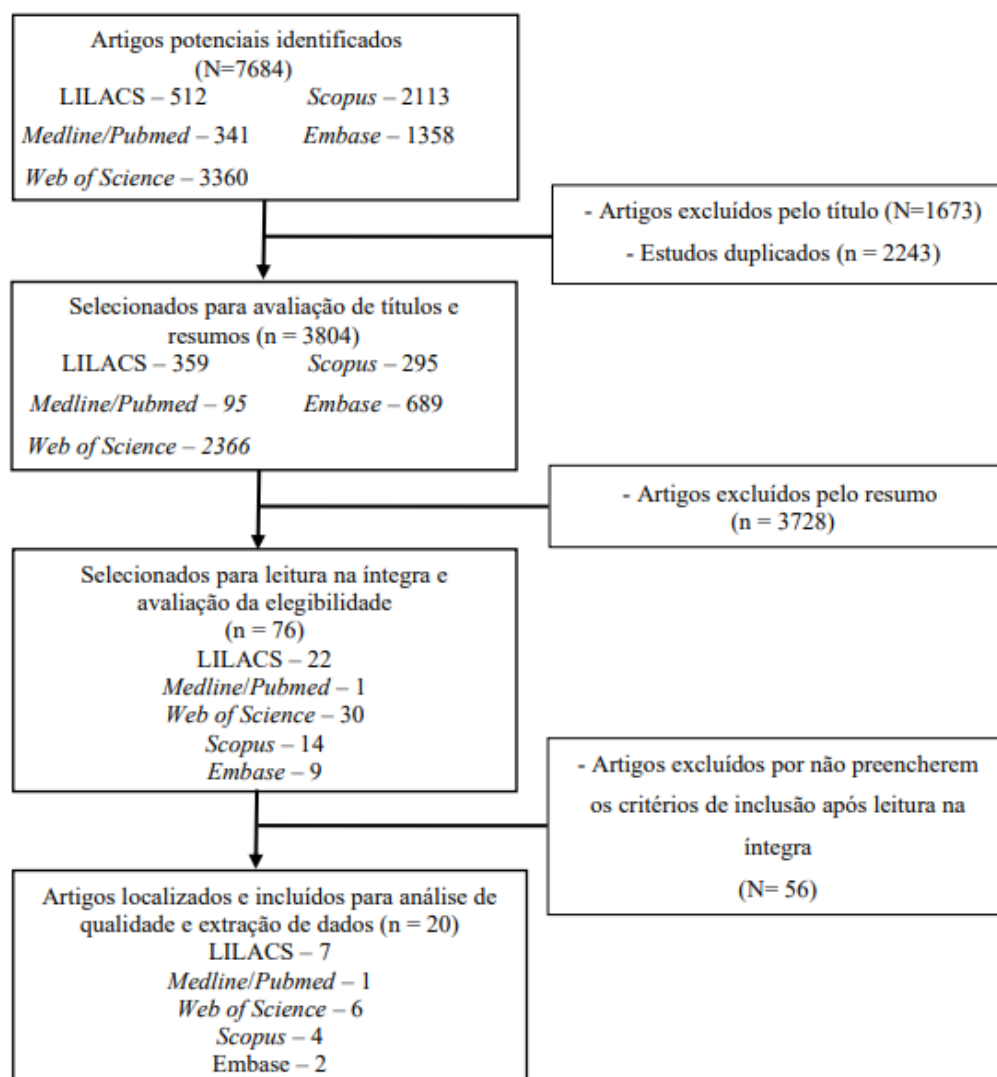 Artigos potenciais identificados
(N=7684)
LILACS – 512 Scopus – 2113
Medline/Pubmed – 341 Embase – 1358
Web of Science – 3360
- Artigos excluídos pelo título (N=1673)
- Estudos duplicados (n = 2243)
Selecionados para avaliação de títulos e
resumos (n = 3804)
LILACS – 359 Scopus – 295
Medline/Pubmed – 95 Embase – 689
Web of Science – 2366
- Artigos excluídos pelo resumo
(n = 3728)
Selecionados para leitura na íntegra e
avaliação da elegibilidade
(n = 76)
LILACS – 22
Medline/Pubmed – 1
Web of Science – 30
Scopus – 14
Embase – 9
- Artigos excluídos por não preencherem
os critérios de inclusão após leitura na
íntegra
(N= 56)
Artigos localizados e incluídos para análise de
qualidade e extração de dados (n = 20)
LILACS – 7
Medline/Pubmed – 1
Web of Science – 6
Scopus – 4
Embase – 2